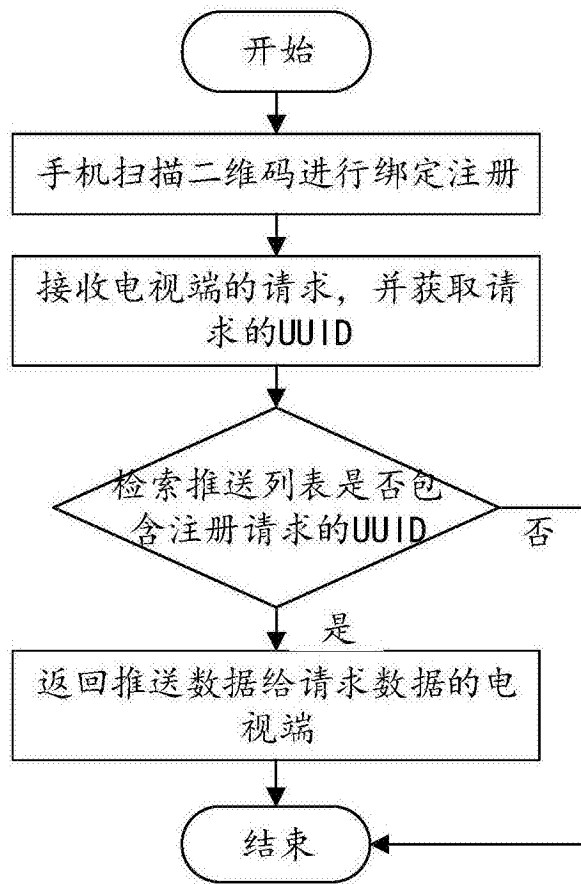 开始
手机扫描二维码进行绑定注册
接收电视端的请求，并获取请
求的UUID
检索推送列表是否包
含注册请求的UUID
否
是
返回推送数据给请求数据的电
视端
结束